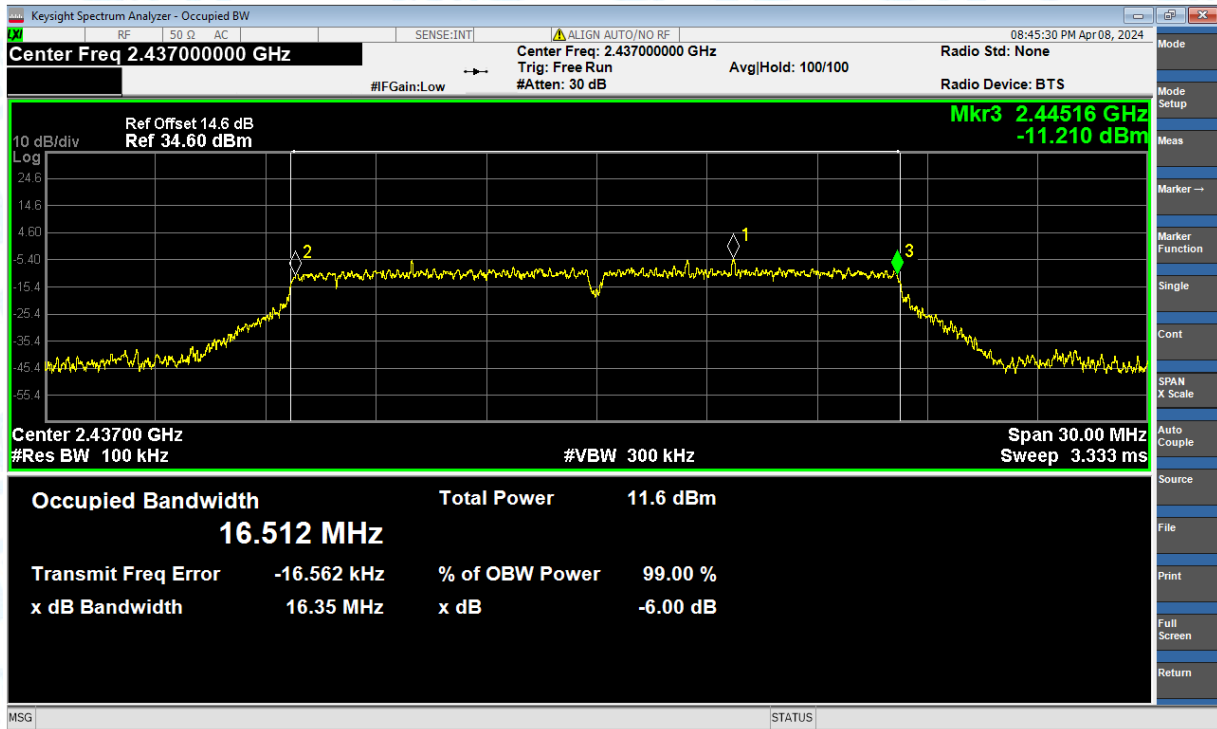 Keysight Spectrum Analyzer - Occupied BW
LXI RF 50 Ω AC SENSE:INT ALIGN AUTO/NO RF 08:45:30 PM Apr 08, 2024
Center Freq 2.437000000 GHz
Center Freq: 2.437000000 GHz
Radio Std: None
Trig: Free Run
Avg|Hold: 100/100
#IFGain:Low
#Atten: 30 dB
Radio Device: BTS
Mkr3 2.44516 GHz
-11.210 dBm
Ref Offset 14.6 dB
10 dB/div Ref 34.60 dBm
Log
24.6
14.6
4.60
-5.40
-15.4
-25.4
-35.4
-45.4
-55.4
2
1
3
Center 2.43700 GHz
Span 30.00 MHz
#Res BW 100 kHz
#VBW 300 kHz
Sweep 3.333 ms
Occupied Bandwidth
Total Power 11.6 dBm
16.512 MHz
Transmit Freq Error -16.562 kHz % of OBW Power 99.00 %
x dB Bandwidth 16.35 MHz x dB -6.00 dB
Mode
Mode
Setup
Meas
Marker →
Marker
Function
Single
Cont
SPAN
X Scale
Auto
Couple
Source
File
Print
Full
Screen
Return
MSG
STATUS